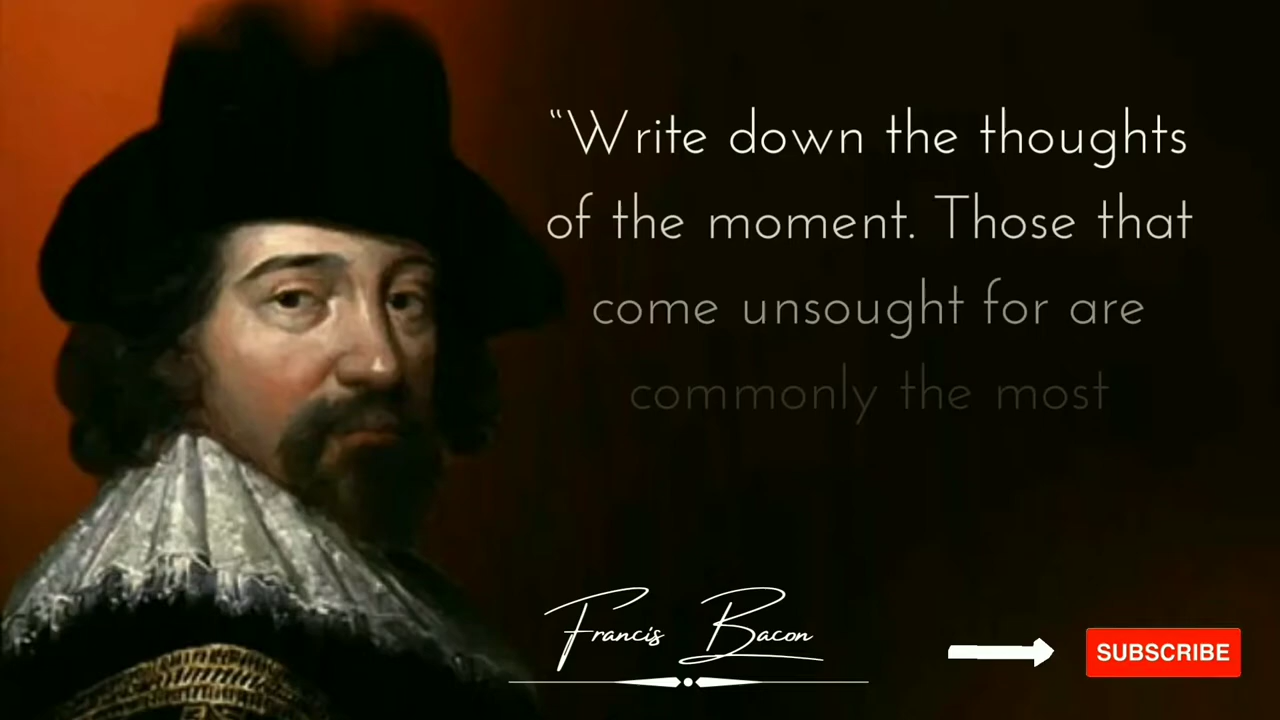 “Write down the thoughts
of the moment. Those that
come unsought for are
commonly the most
Francis Bacon
SUBSCRIBE